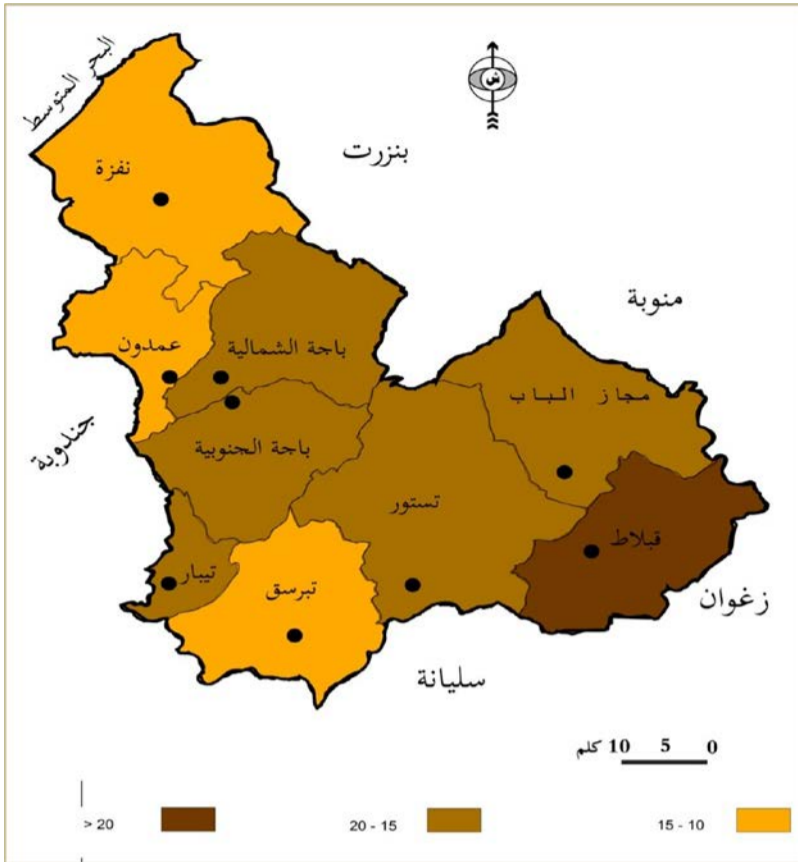 البحر المتوسط
ش
بنزرت
نفزة
منوبة
عمدون
باجة الشمالية
مجاز الباب
جندوبة
باجة الجنوبية
تستور
قبلاط
تيبار
تبرسق
زغوان
سليانة
0 5 10 كلم
15 - 10
20 - 15
> 20